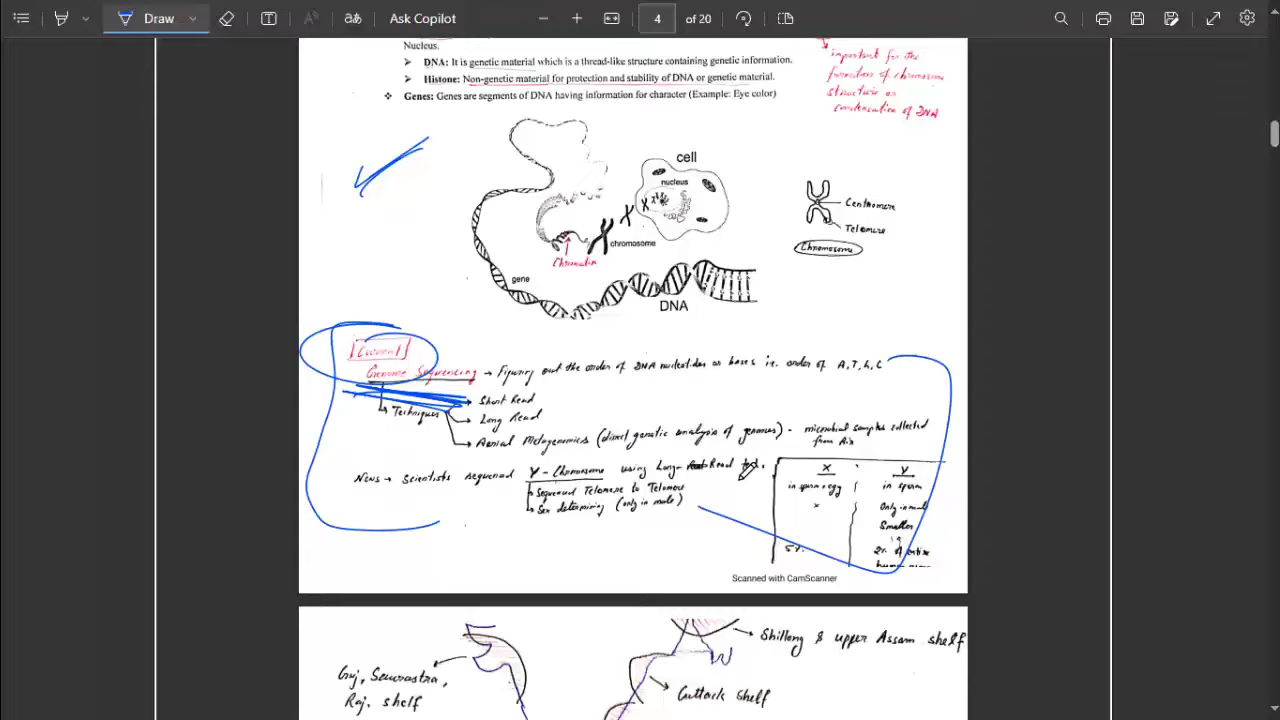 Draw
Ask Copilot
4 of 20
Nucleus.
➤ DNA: It is genetic material which is a thread-like structure containing genetic information.
➤ Histone: Non-genetic material for protection and stability of DNA or genetic material.
❖ Genes: Genes are segments of DNA having information for character (Example: Eye color)
important for the
formation of chromosome
structure or
condensation of DNA
cell
nucleus
chromosome
Chromatin
gene
DNA
Centromere
Telomere
Chromosome
[Current]
Genome Sequencing → Figuring out the order of DNA nucleotides or bases i.e. order of A, T, G, C
Techniques → Short Read
→ Long Read
→ Aerial Metagenomics (direct genetic analysis of genomes) - microbial samples collected
from Air
News → Scientists sequenced Y - Chromosome using Long- Read
Sequenced Telomere to Telomere
Sex determining (only in male)
X Y
in sperm + egg in sperm
x Only in male
Smaller
5%. 2% of entire
human
Scanned with CamScanner
Shillong & upper Assam shelf
Guj, Saurastra,
Raj. shelf
Cuttack shelf